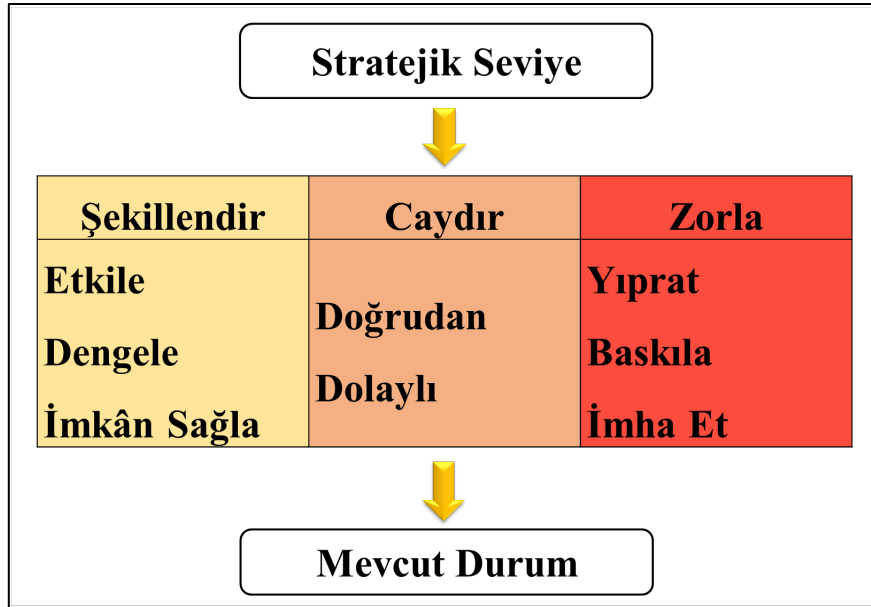 Stratejik Seviye
Şekillendir
Caydır
Zorla
Etkile
Dengele
İmkân Sağla
Doğrudan
Dolaylı
Yıprat
Baskıla
İmha Et
Mevcut Durum